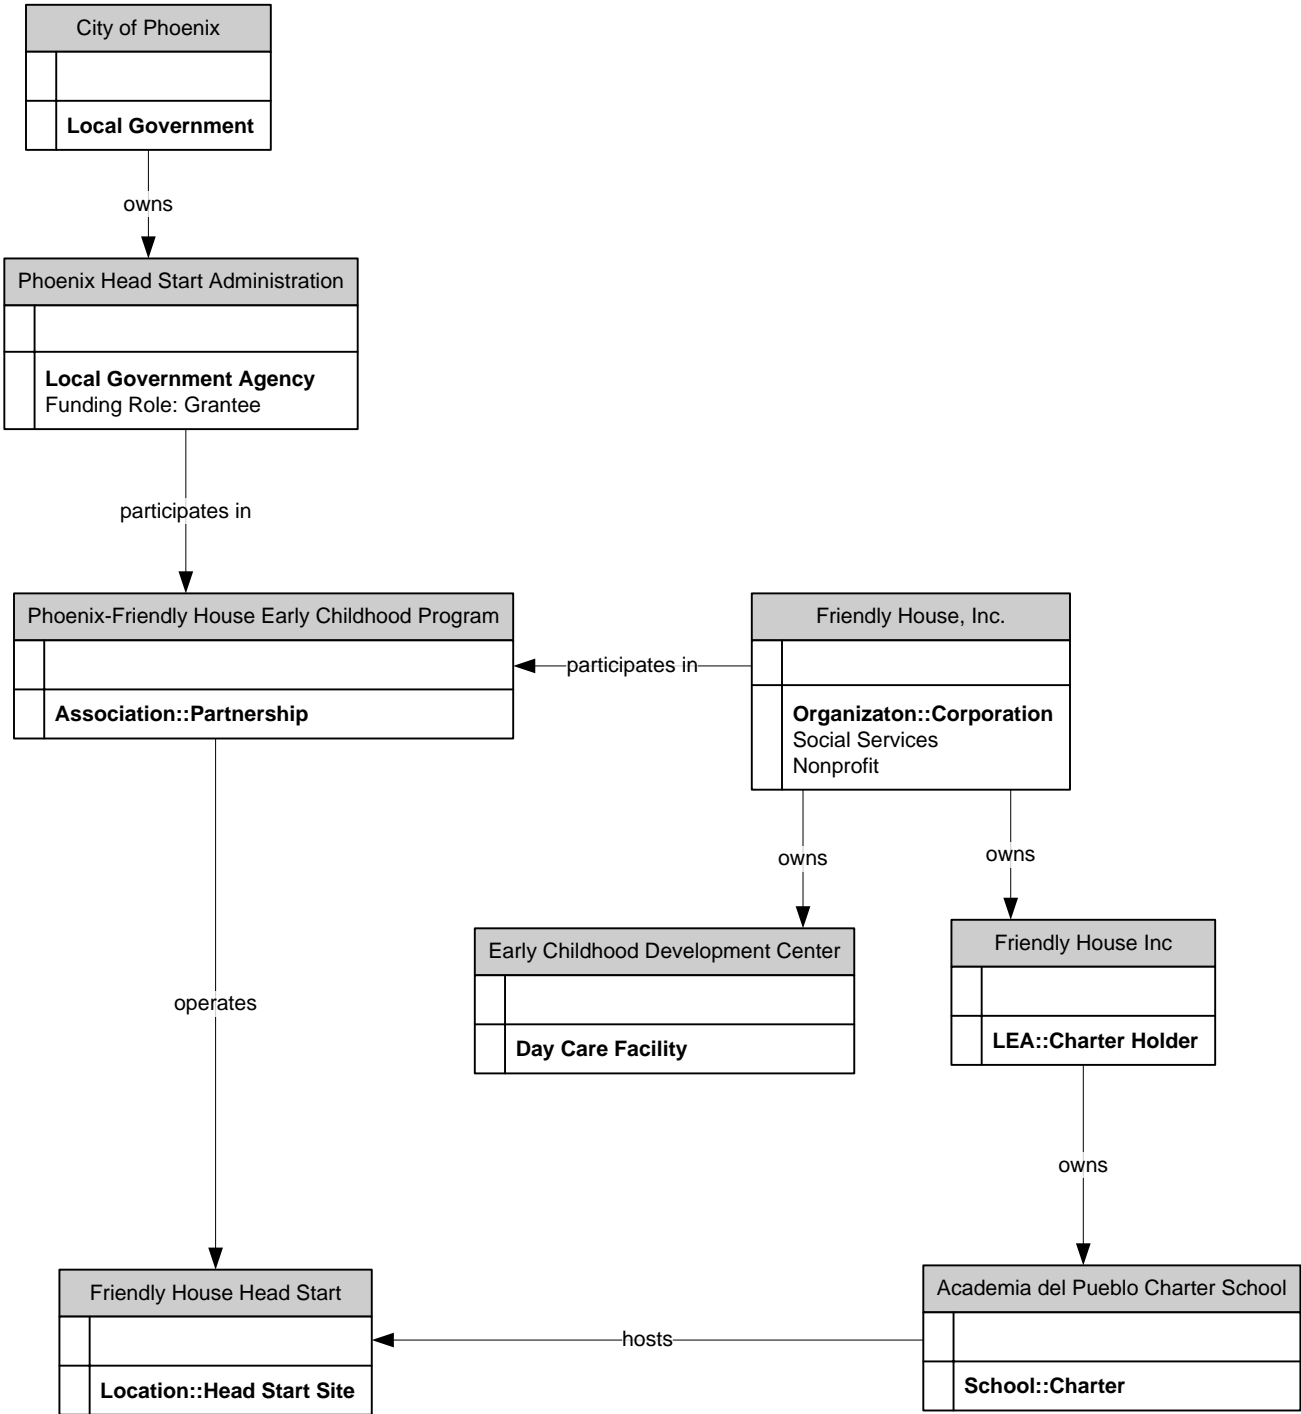 City of Phoenix
Local Government
owns
Phoenix Head Start Administration
Local Government Agency
Funding Role: Grantee
participates in
Phoenix-Friendly House Early Childhood Program
Association::Partnership
participates in
Friendly House, Inc.
Organizaton::Corporation
Social Services
Nonprofit
owns
owns
Early Childhood Development Center
Day Care Facility
Friendly House Inc
LEA::Charter Holder
operates
owns
Friendly House Head Start
Location::Head Start Site
hosts
Academia del Pueblo Charter School
School::Charter